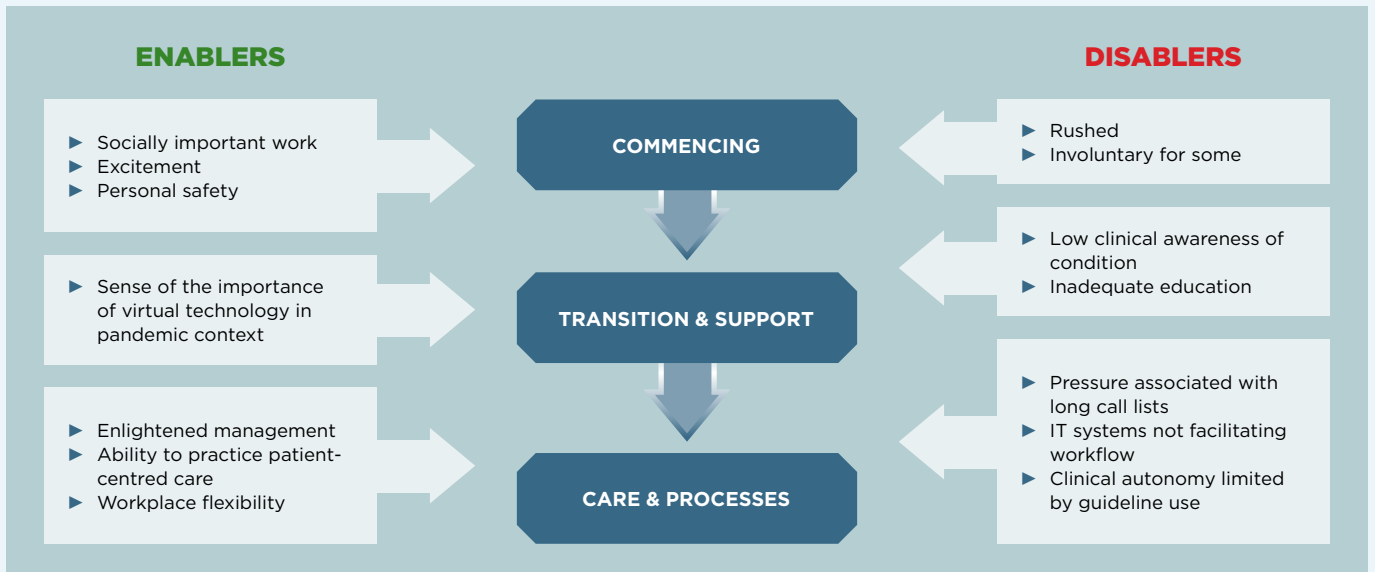 ENABLERS
► Socially important work
► Excitement
► Personal safety
► Sense of the importance
of virtual technology in
pandemic context
► Enlightened management
► Ability to practice patient-
centred care
► Workplace flexibility
COMMENCING
TRANSITION & SUPPORT
CARE & PROCESSES
DISABLERS
► Rushed
► Involuntary for some
► Low clinical awareness of
condition
► Inadequate education
► Pressure associated with
long call lists
► IT systems not facilitating
workflow
► Clinical autonomy limited
by guideline use